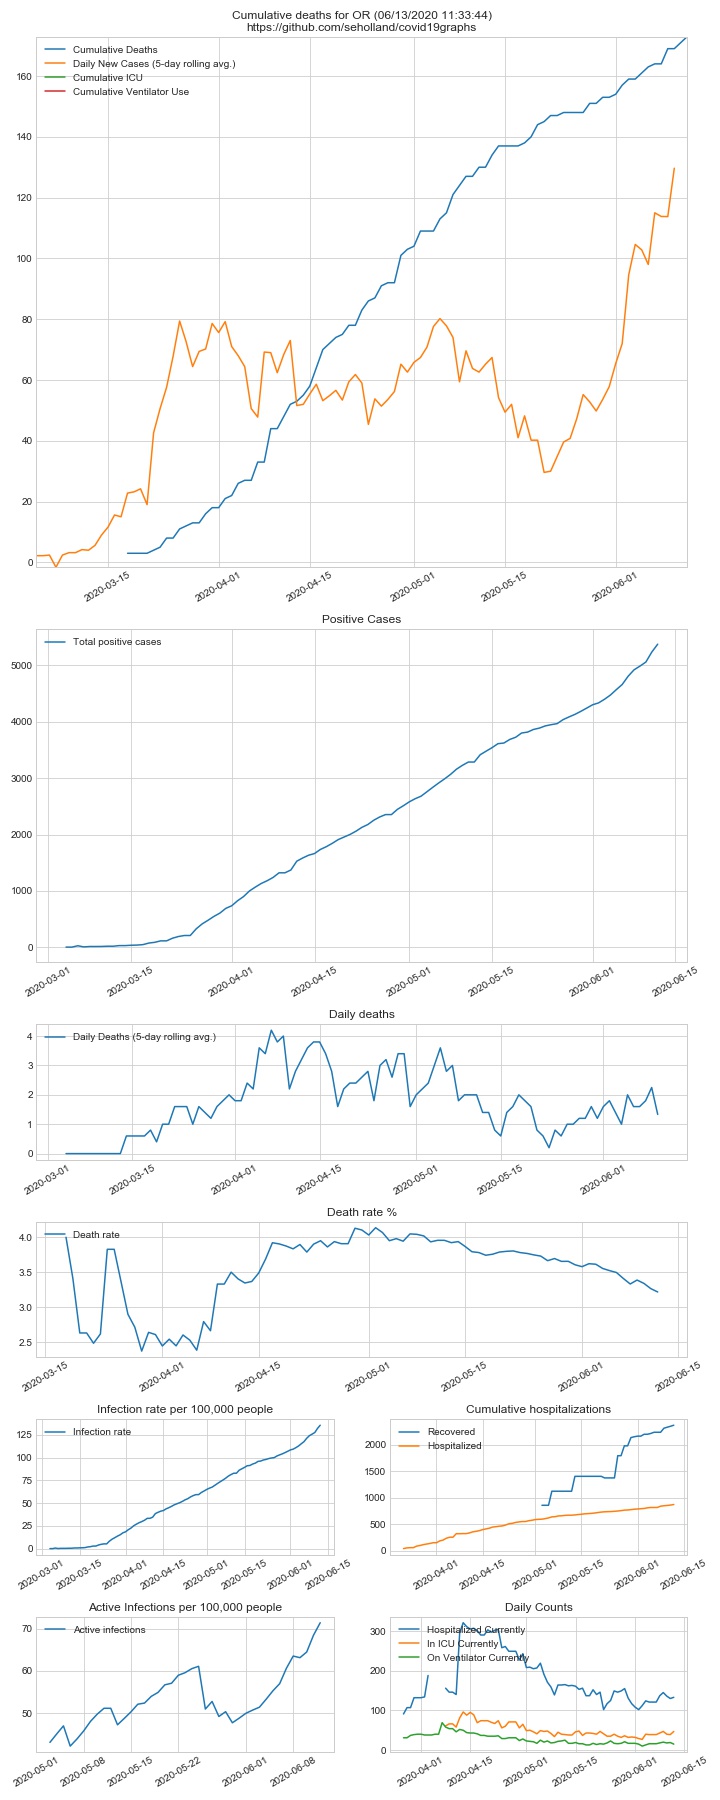 Cumulative deaths for OR (06/13/2020 11:33:44)
https://github.com/seholland/covid19graphs
Cumulative Deaths
Daily New Cases (5-day rolling avg.)
Cumulative ICU
Cumulative Ventilator Use
160
140
120
100
80
60
40
20
0
2020-03-15 2020-04-01 2020-04-15 2020-05-01 2020-05-15 2020-06-01
Positive Cases
Total positive cases
5000
4000
3000
2000
1000
0
2020-03-01 2020-03-15 2020-04-01 2020-04-15 2020-05-01 2020-05-15 2020-06-01 2020-06-15
Daily deaths
Daily Deaths (5-day rolling avg.)
4
3
2
1
0
2020-03-01 2020-03-15 2020-04-01 2020-04-15 2020-05-01 2020-05-15 2020-06-01
Death rate %
Death rate
4.0
3.5
3.0
2.5
2020-03-15 2020-04-01 2020-04-15 2020-05-01 2020-05-15 2020-06-01 2020-06-15
Infection rate per 100,000 people
Infection rate
125
100
75
50
25
0
2020-03-01 2020-03-15 2020-04-01 2020-04-15 2020-05-01 2020-05-15 2020-06-01 2020-06-15
Cumulative hospitalizations
Recovered
Hospitalized
2000
1500
1000
500
0
2020-04-01 2020-04-15 2020-05-01 2020-05-15 2020-06-01 2020-06-15
Active Infections per 100,000 people
Active infections
70
60
50
2020-05-01 2020-05-08 2020-05-15 2020-05-22 2020-06-01 2020-06-08
Daily Counts
Hospitalized Currently
In ICU Currently
On Ventilator Currently
300
200
100
0
2020-04-01 2020-04-15 2020-05-01 2020-05-15 2020-06-01 2020-06-15